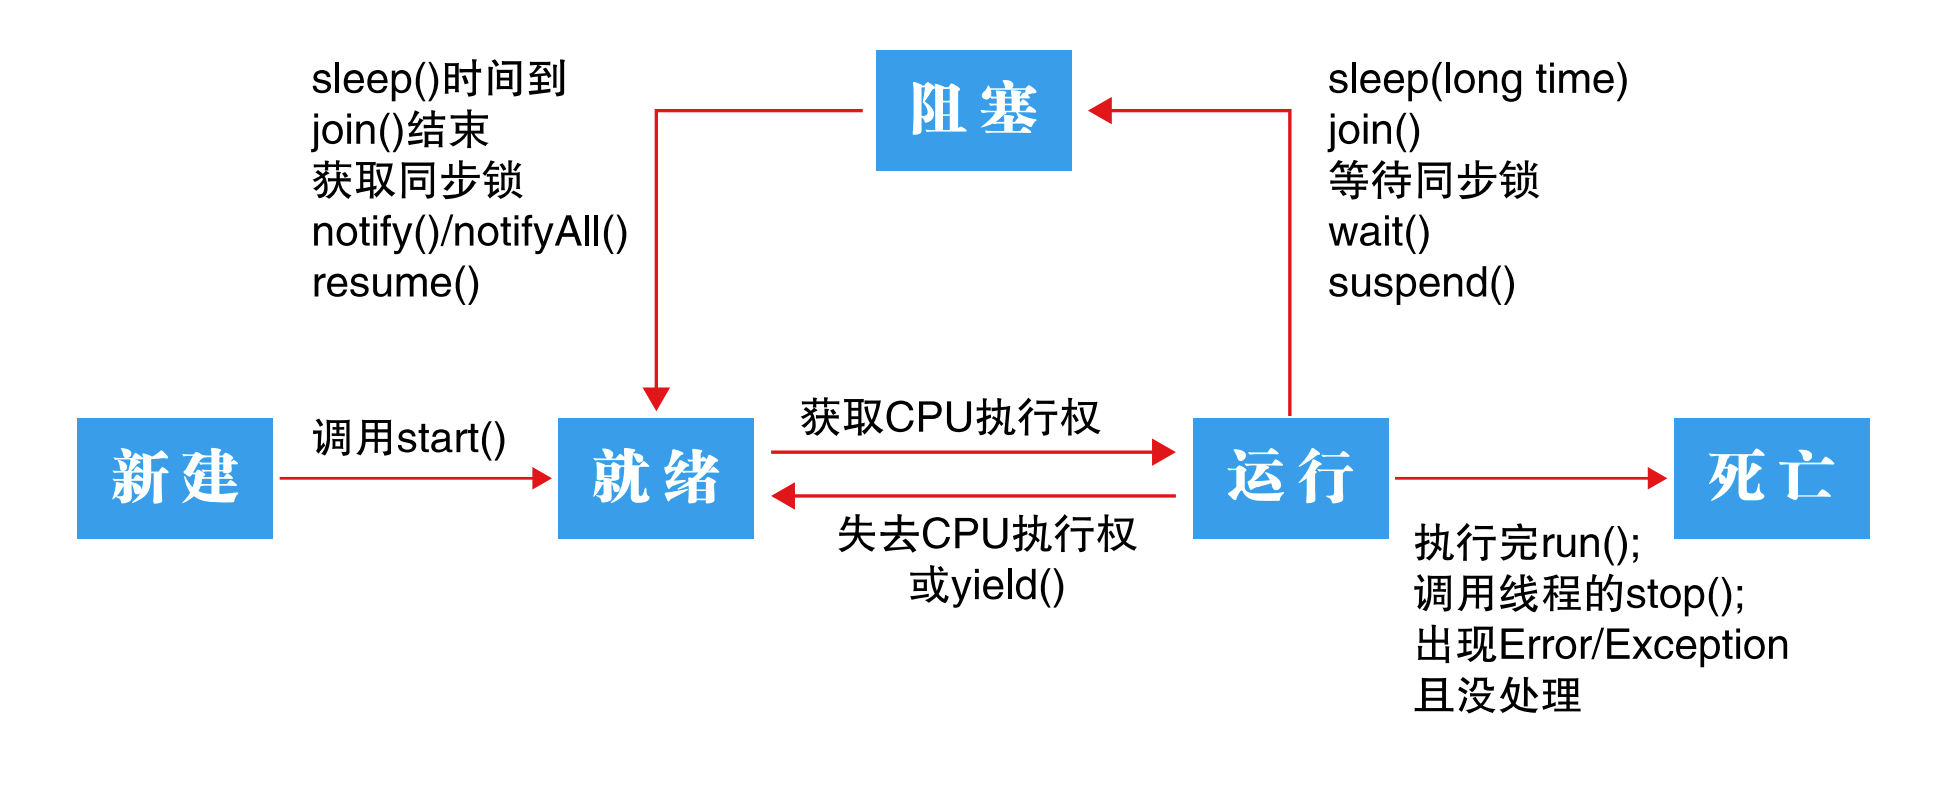 阻塞
sleep()时间到
join()结束
获取同步锁
notify()/notifyAll()
resume()
sleep(long time)
join()
等待同步锁
wait()
suspend()
新建
调用start()
就绪
获取CPU执行权
失去CPU执行权
或yield()
运行
死亡
执行完run();
调用线程的stop();
出现Error/Exception
且没处理